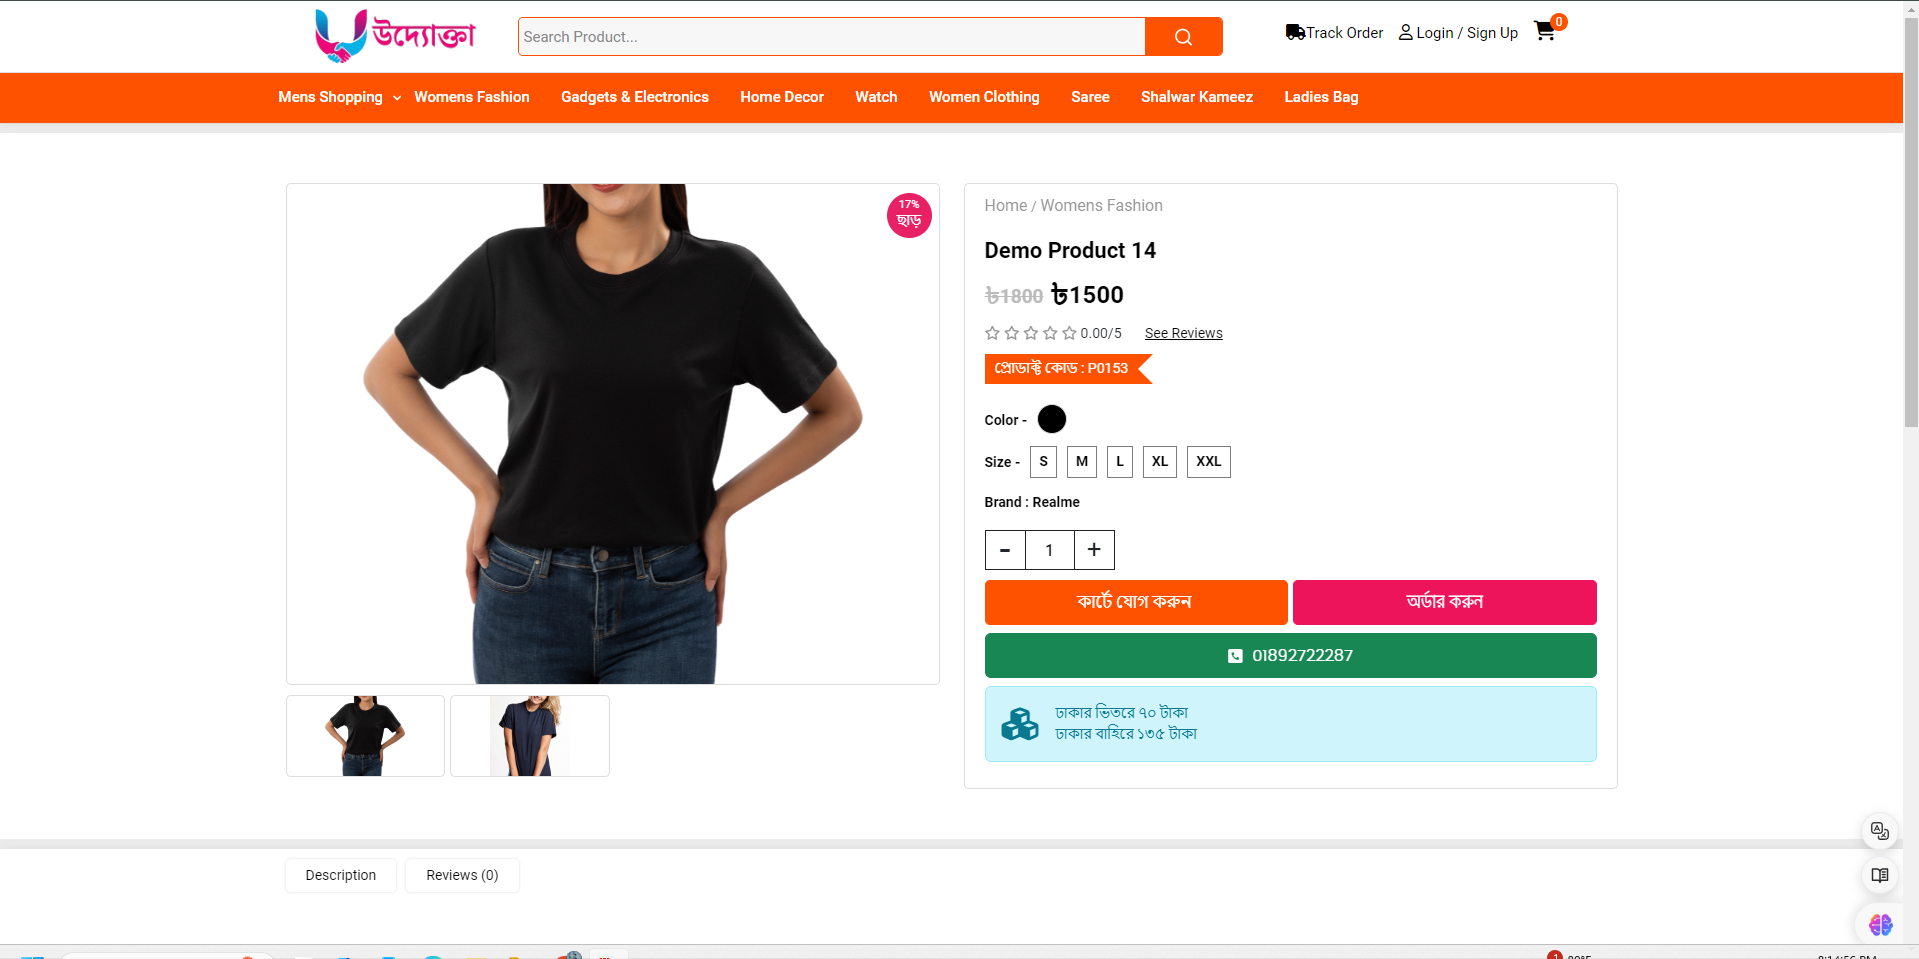 উদ্যোক্তা
Search Product...
Track Order
Login / Sign Up
0
Mens Shopping
Womens Fashion
Gadgets & Electronics
Home Decor
Watch
Women Clothing
Saree
Shalwar Kameez
Ladies Bag
17%
ছাড়
Home / Womens Fashion
Demo Product 14
৳1800 ৳1500
0.00/5 See Reviews
প্রোডাক্ট কোড : P0153
Color -
Size - S M L XL XXL
Brand : Realme
- 1 +
কার্টে যোগ করুন
অর্ডার করুন
01892722287
ঢাকার ভিতরে ৭০ টাকা
ঢাকার বাহিরে ১৩৫ টাকা
Description
Reviews (0)